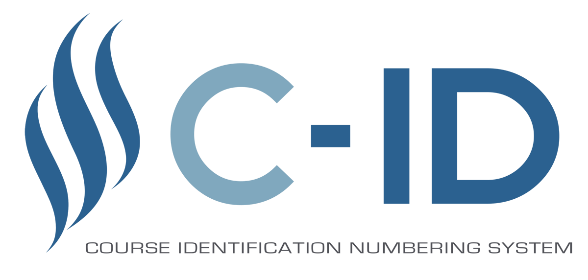 C-ID
COURSE IDENTIFICATION NUMBERING SYSTEM